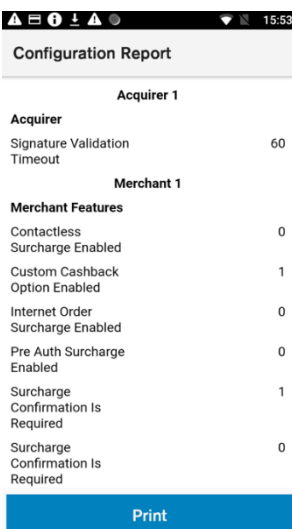 15:53
Configuration Report
Acquirer 1
Acquirer
Signature Validation 60
Timeout
Merchant 1
Merchant Features
Contactless 0
Surcharge Enabled
Custom Cashback 1
Option Enabled
Internet Order 0
Surcharge Enabled
Pre Auth Surcharge 0
Enabled
Surcharge 1
Confirmation Is
Required
Surcharge 0
Confirmation Is
Required
Print